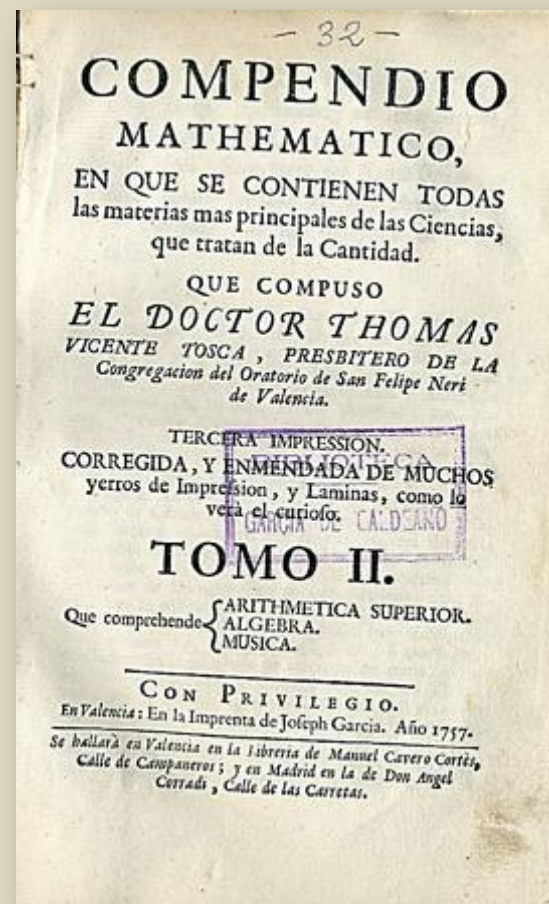 - 32 -
COMPENDIO
MATHEMATICO,
EN QUE SE CONTIENEN TODAS
las materias mas principales de las Ciencias,
que tratan de la Cantidad.
QUE COMPUSO
EL DOCTOR THOMAS
VICENTE TOSCA, PRESBITERO DE LA
Congregacion del Oratorio de San Felipe Neri
de Valencia.
TERCERA IMPRESSION.
BIBLIOTECA
CORREGIDA, Y ENMENDADA DE MUCHOS
yerros de Impreſsion, y Laminas, como lo
verà el curioſo.
GARCIA DE GALDEANO
TOMO II.
Que comprehende { ARITHMETICA SUPERIOR.
ALGEBRA.
MUSICA.
CON PRIVILEGIO.
En Valencia: En la Imprenta de Joſeph Garcia. Año 1757.
Se hallarà en Valencia en la Libreria de Manuel Cavero Cortès,
Calle de Campaneros; y en Madrid en la de Don Angel
Corradi, Calle de las Carretas.